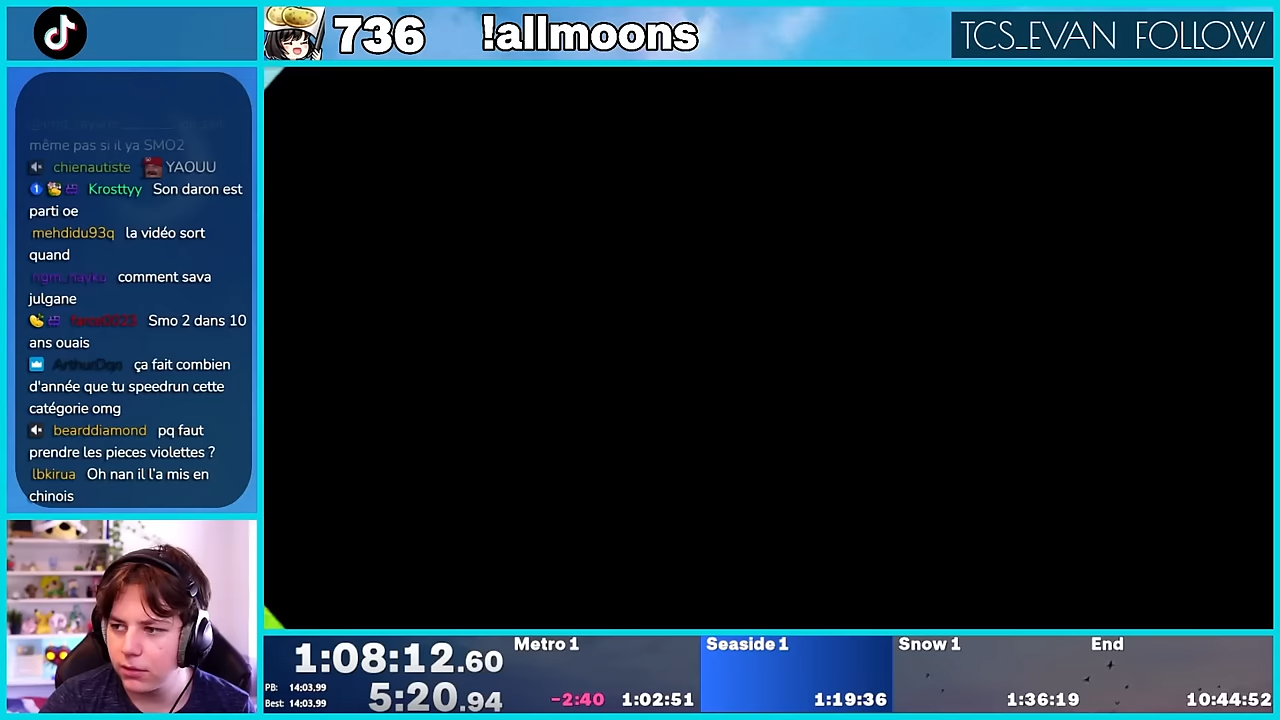 736
!allmoons
TCS_EVAN FOLLOW
même pas si il ya SMO2
chienautiste YAOUU
1 Krosttyy Son daron est
parti oe
mehdidu93q la vidéo sort
quand
comment sava
julgane
Smo 2 dans 10
ans ouais
ArthurDqn ça fait combien
d'année que tu speedrun cette
catégorie omg
bearddiamond pq faut
prendre les pieces violettes ?
lbkirua Oh nan il l'a mis en
chinois
1:08:12.60
PB: 14:03.99
Best: 14:03.99
5:20.94
Metro 1
-2:40 1:02:51
Seaside 1
1:19:36
Snow 1
1:36:19
End
10:44:52